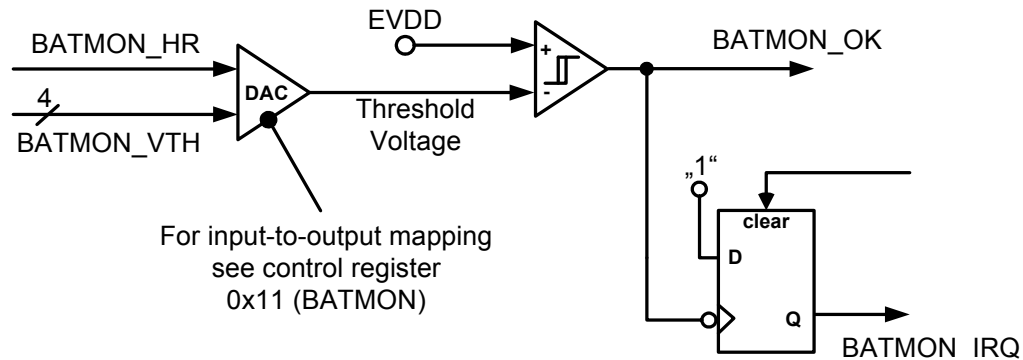 EVDD
BATMON_HR
BATMON_OK
+
DAC
4
-
Threshold
Voltage
BATMON_VTH
„1“
clear
For input-to-output mapping
see control register
0x11 (BATMON)
D
Q
BATMON_IRQ